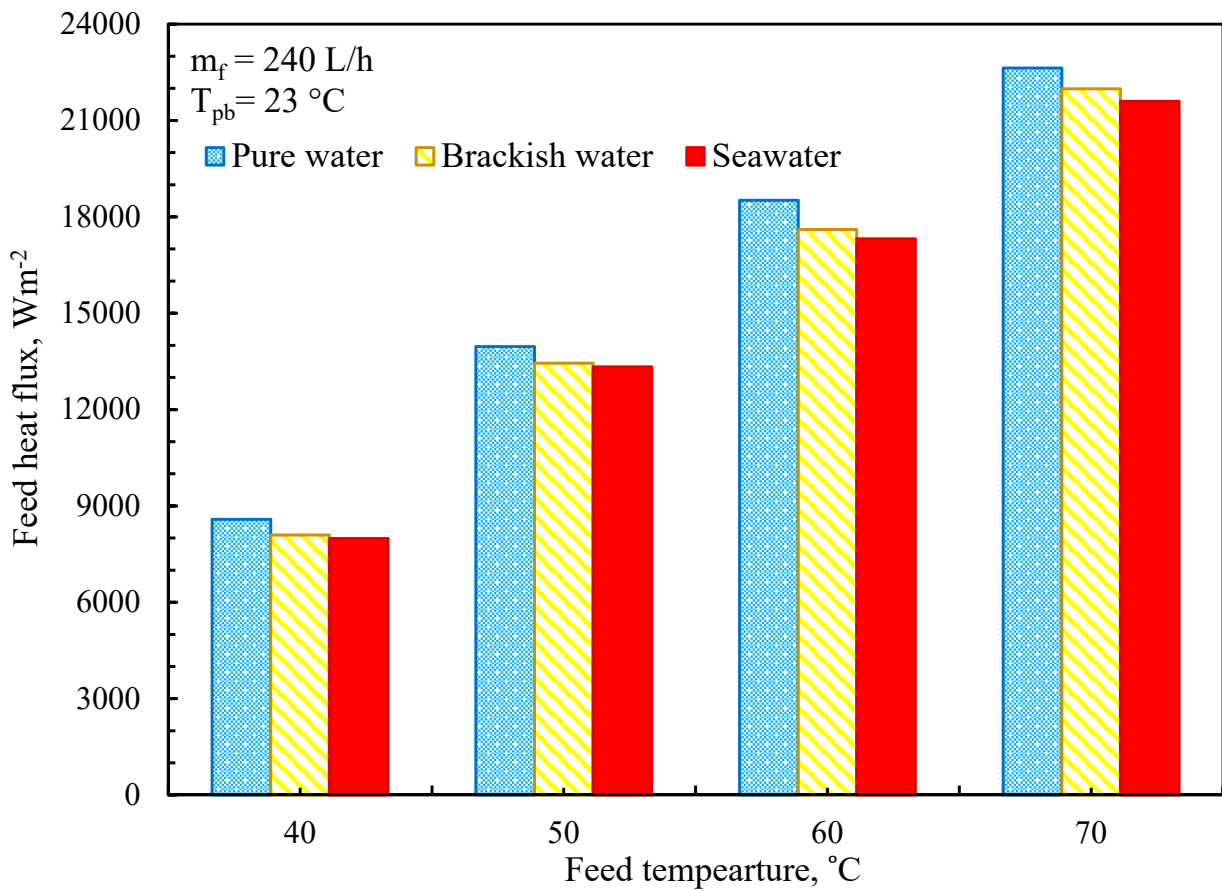 24000
21000
18000
15000
12000
9000
6000
3000
0
Feed heat flux, Wm⁻²
m_f = 240 L/h
T_pb= 23 °C
Pure water Brackish water Seawater
40 50 60 70
Feed tempearture, °C